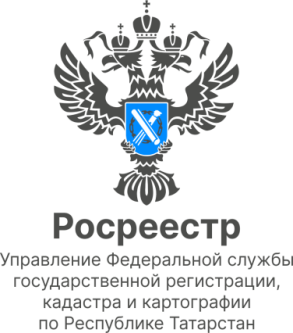 Росреестр
Управление Федеральной службы
государственной регистрации,
кадастра и картографии
по Республике Татарстан